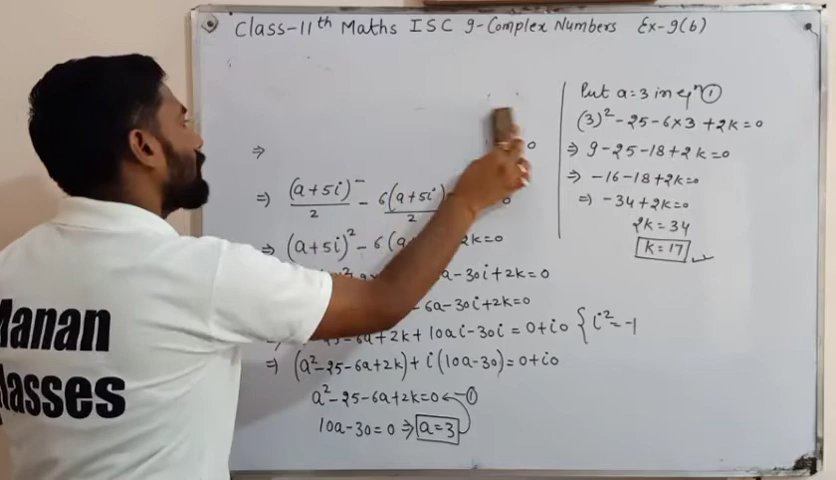 Class-11th Maths ISC 9-Complex Numbers Ex-9(b)
⇒ 0
⇒ (a+5i)‾/2 - 6(a+5i)/2 0
⇒ (a+5i)² - 6(a 2k=0
a-30i+2k=0
-6a-30i+2k=0
-6a+2k+10ai-30i=0+i0 {i²=-1
⇒ (a²-25-6a+2k)+i(10a-30)=0+i0
a²-25-6a+2k=0 ← ①
10a-30=0 ⇒ a=3
Put a=3 in eqⁿ ①
(3)²-25-6×3+2k=0
⇒ 9-25-18+2k=0
⇒ -16-18+2k=0
⇒ -34+2k=0
2k=34
k=17
Manan
lasses